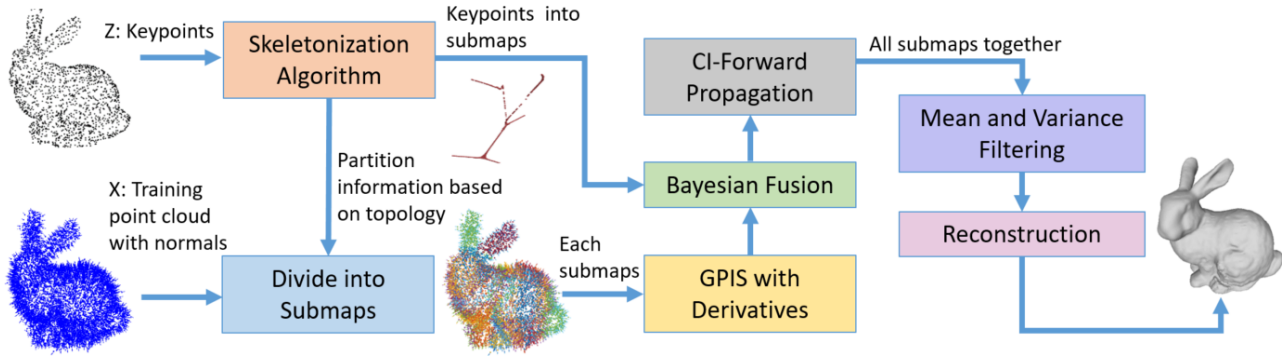 Z: Keypoints
Skeletonization
Algorithm
Keypoints into
submaps
Partition
information based
on topology
X: Training
point cloud
with normals
Divide into
Submaps
Each
submaps
GPIS with
Derivatives
Bayesian Fusion
CI-Forward
Propagation
All submaps together
Mean and Variance
Filtering
Reconstruction